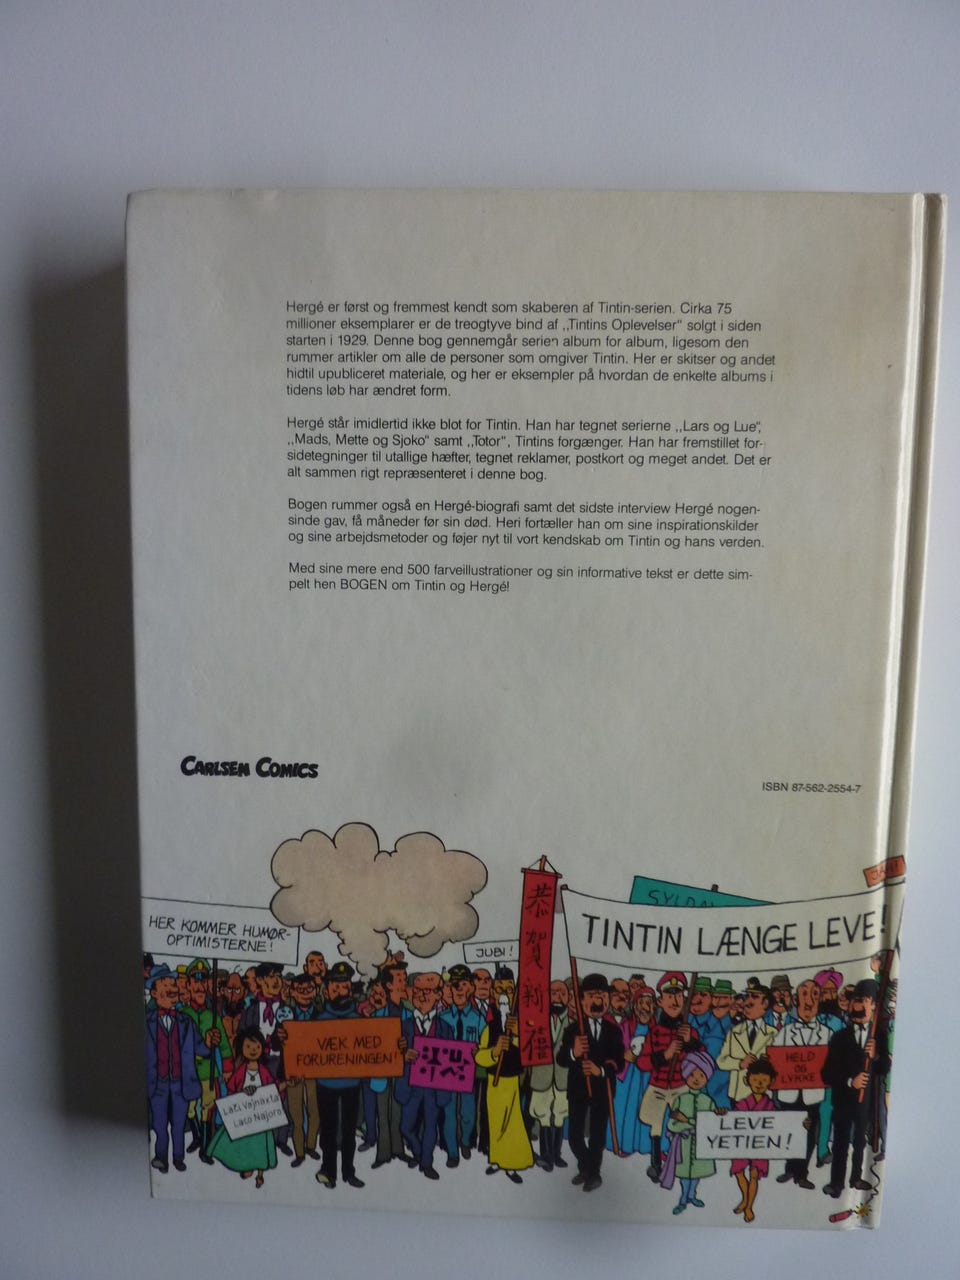 Hergé er først og fremmest kendt som skaberen af Tintin-serien. Cirka 75
millioner eksemplarer er de treogtyve bind af ,,Tintins Oplevelser" solgt i siden
starten i 1929. Denne bog gennemgår serien album for album, ligesom den
rummer artikler om alle de personer som omgiver Tintin. Her er skitser og andet
hidtil upubliceret materiale, og her er eksempler på hvordan de enkelte albums i
tidens løb har ændret form.
Hergé står imidlertid ikke blot for Tintin. Han har tegnet serierne ,,Lars og Lue",
,,Mads, Mette og Sjoko" samt ,,Totor", Tintins forgænger. Han har fremstillet for-
sidetegninger til utallige hæfter, tegnet reklamer, postkort og meget andet. Det er
alt sammen rigt repræsenteret i denne bog.
Bogen rummer også en Hergé-biografi samt det sidste interview Hergé nogen-
sinde gav, få måneder før sin død. Heri fortæller han om sine inspirationskilder
og sine arbejdsmetoder og føjer nyt til vort kendskab om Tintin og hans verden.
Med sine mere end 500 farveillustrationer og sin informative tekst er dette sim-
pelt hen BOGEN om Tintin og Hergé!
CARLSEN COMICS
ISBN 87-562-2554-7
HER KOMMER HUMØR-
OPTIMISTERNE!
JUBI!
恭賀新禧
TINTIN LÆNGE LEVE!
VÆK MED
FORURENINGEN!
HELD
OG
LYKKE
Lači Vajnaxta
Laco Najoro
LEVE
YETIEN!